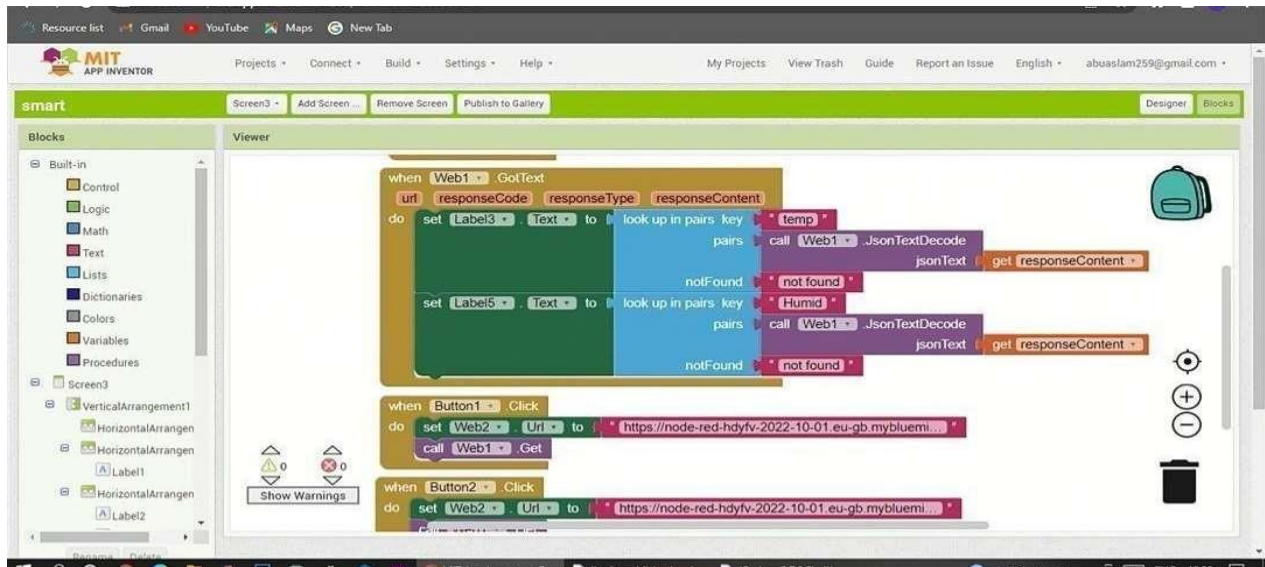 Resource list Gmail YouTube Maps New Tab
MIT APP INVENTOR
Projects Connect Build Settings Help My Projects View Trash Guide Report an Issue English abuaslam259@gmail.com
smart Screen3 Add Screen ... Remove Screen Publish to Gallery Designer Blocks
Blocks Viewer
Built-in
Control
Logic
Math
Text
Lists
Dictionaries
Colors
Variables
Procedures
Screen3
VerticalArrangement1
HorizontalArrangen
HorizontalArrangen
Label1
HorizontalArrangen
Label2
Rename Delete
when Web1 .GotText
url responseCode responseType responseContent
do set Label3 . Text to look up in pairs key " temp "
pairs call Web1 .JsonTextDecode
jsonText get responseContent
notFound " not found "
set Label5 . Text to look up in pairs key " Humid "
pairs call Web1 .JsonTextDecode
jsonText get responseContent
notFound " not found "
when Button1 .Click
do set Web2 . Url to " https://node-red-hdyfv-2022-10-01.eu-gb.mybluemi... "
call Web1 .Get
when Button2 .Click
do set Web2 . Url to " https://node-red-hdyfv-2022-10-01.eu-gb.mybluemi... "
0 0
Show Warnings